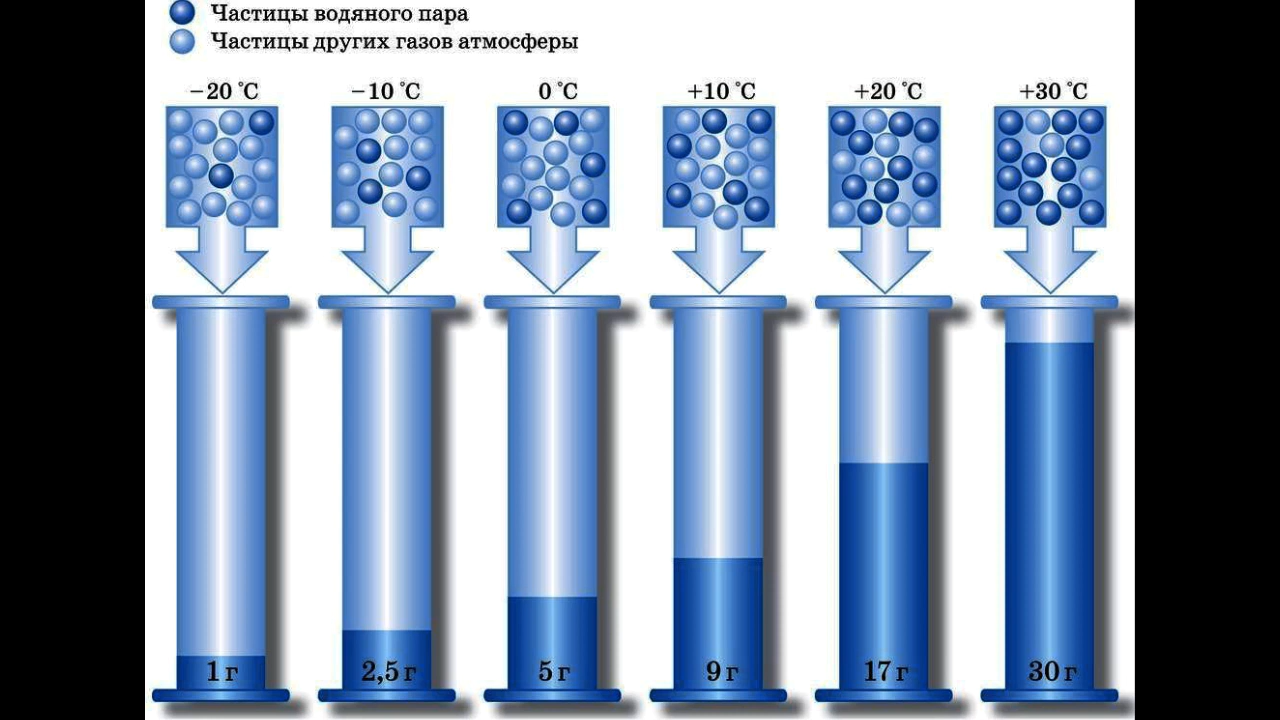 Частицы водяного пара
Частицы других газов атмосферы
−20 °C −10 °C 0 °C +10 °C +20 °C +30 °C
1 г 2,5 г 5 г 9 г 17 г 30 г